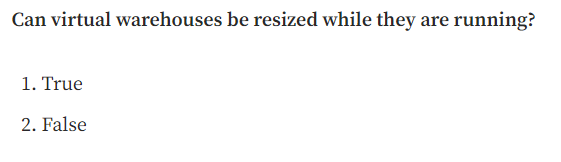 Can virtual warehouses be resized while they are running?
1. True
2. False